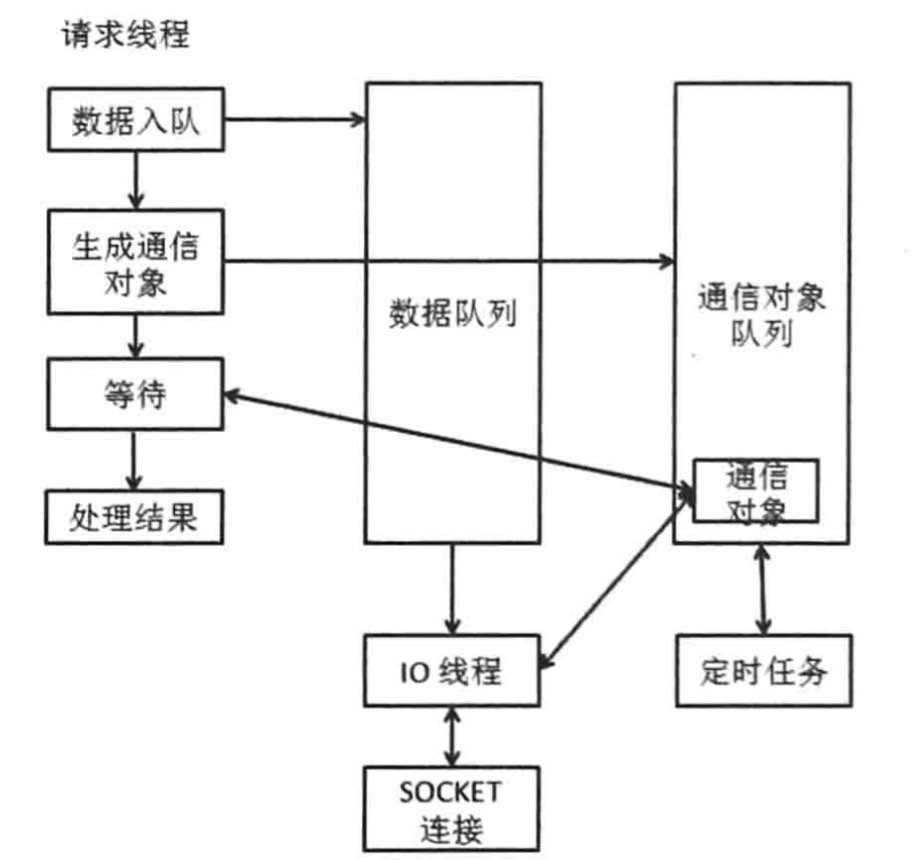 请求线程
数据入队
生成通信
对象
等待
处理结果
数据队列
通信对象
队列
通信
对象
IO 线程
定时任务
SOCKET
连接